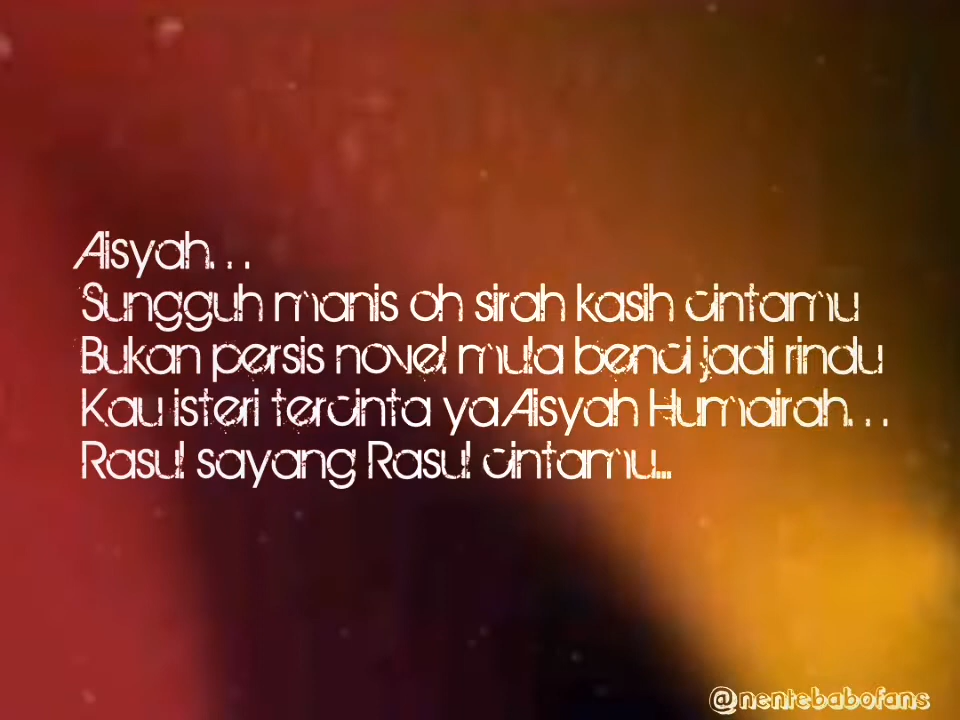 Aisyah...
Sungguh manis oh sirah kasih cintamu
Bukan persis novel mula benci jadi rindu
Kau isteri tercinta ya Aisyah Humairah...
Rasul sayang Rasul cintamu...
@nentebabofans